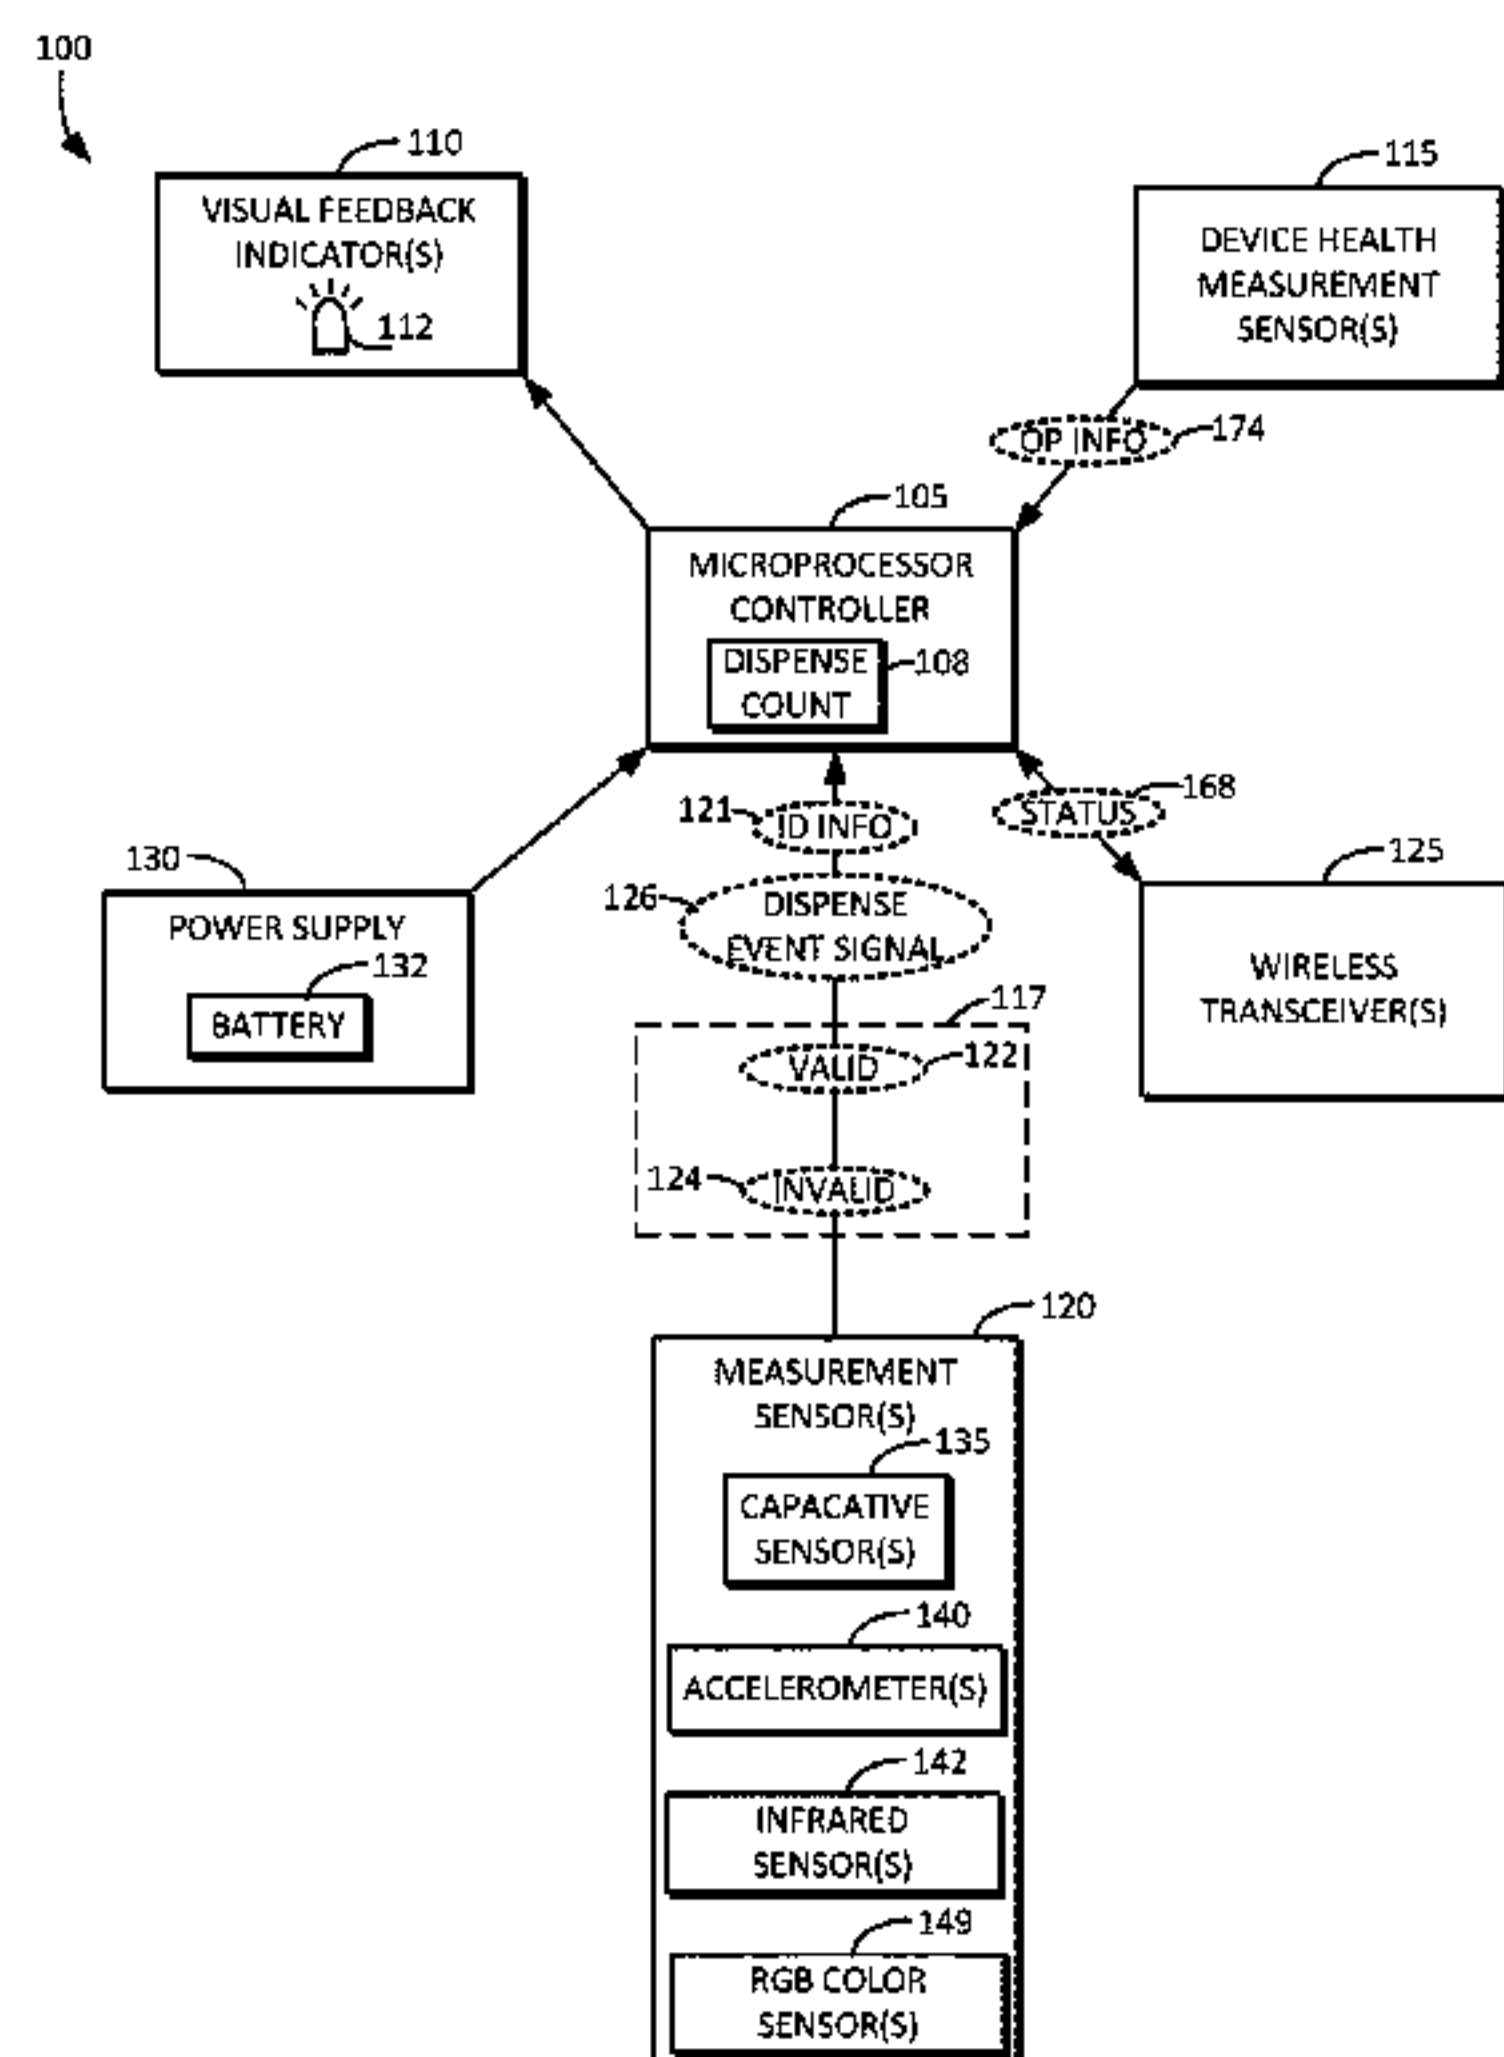 100
110
VISUAL FEEDBACK
INDICATOR(S)
112
115
DEVICE HEALTH
MEASUREMENT
SENSOR(S)
OP INFO
174
105
MICROPROCESSOR
CONTROLLER
DISPENSE
COUNT
108
121
ID INFO
STATUS
168
130
POWER SUPPLY
132
BATTERY
126
DISPENSE
EVENT SIGNAL
125
WIRELESS
TRANSCEIVER(S)
117
VALID
122
124
INVALID
120
MEASUREMENT
SENSOR(S)
135
CAPACATIVE
SENSOR(S)
140
ACCELEROMETER(S)
142
INFRARED
SENSOR(S)
149
RGB COLOR
SENSOR(S)